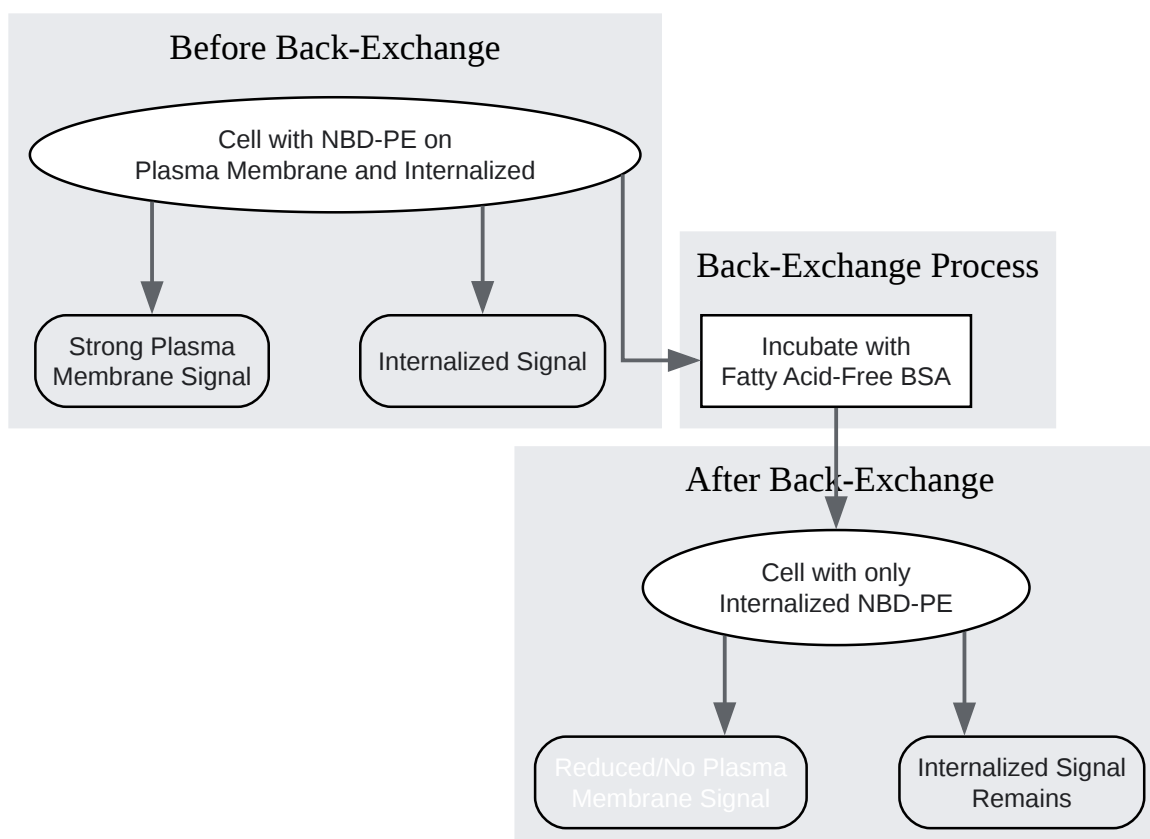 Before Back-Exchange
Cell with NBD-PE on
Plasma Membrane and Internalized
Strong Plasma
Membrane Signal
Internalized Signal
Back-Exchange Process
Incubate with
Fatty Acid-Free BSA
After Back-Exchange
Cell with only
Internalized NBD-PE
Reduced/No Plasma
Membrane Signal
Internalized Signal
Remains